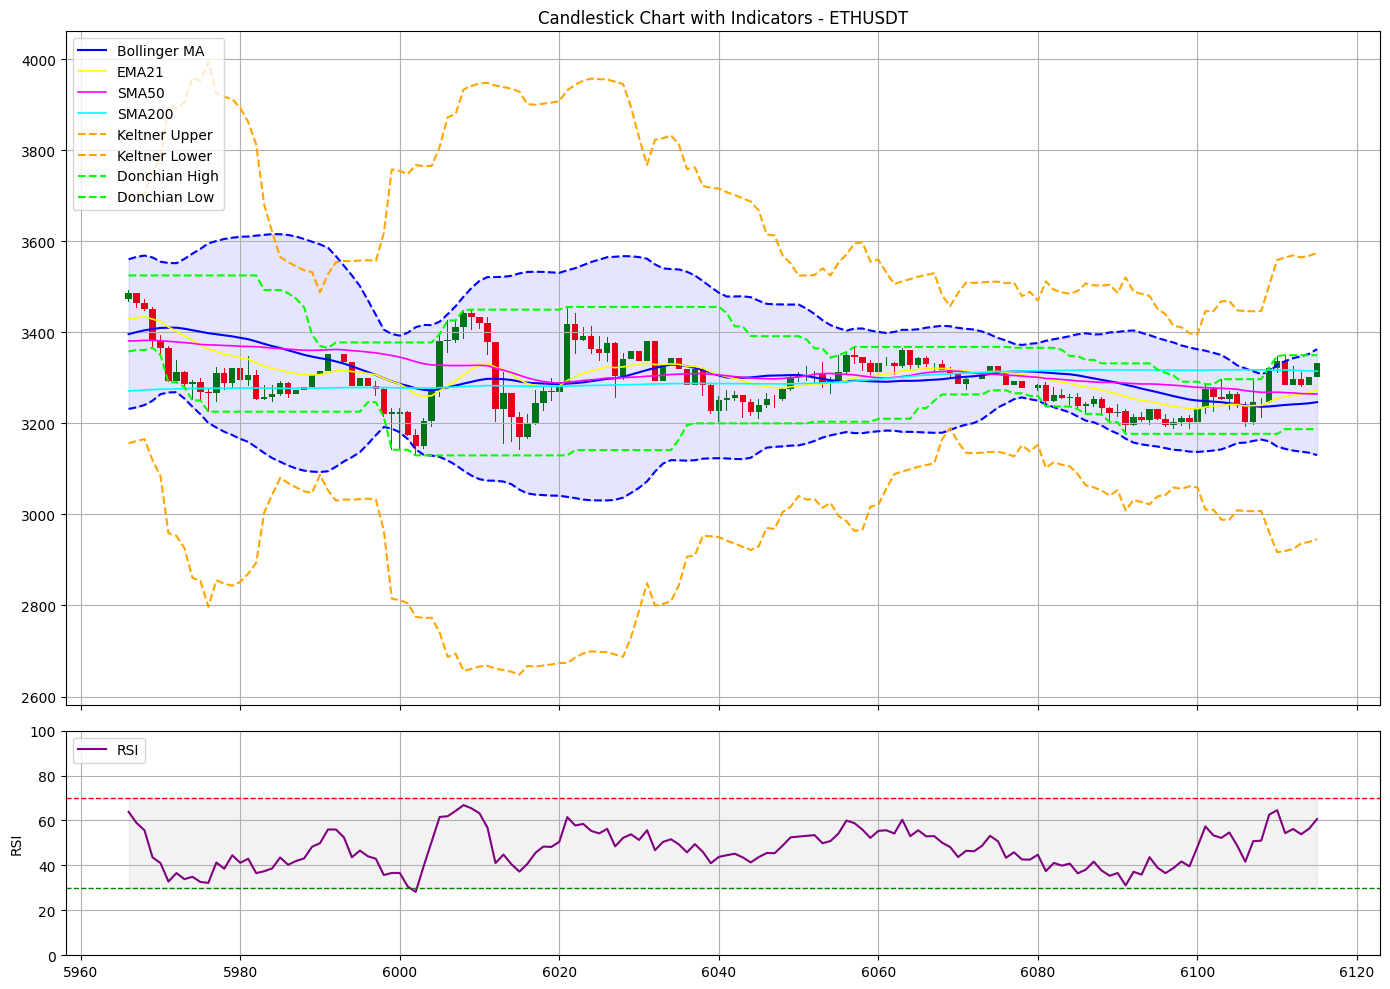 Candlestick Chart with Indicators - ETHUSDT
Bollinger MA
EMA21
SMA50
SMA200
Keltner Upper
Keltner Lower
Donchian High
Donchian Low
4000
3800
3600
3400
3200
3000
2800
2600
RSI
100
80
60
40
20
0
RSI
5960
5980
6000
6020
6040
6060
6080
6100
6120